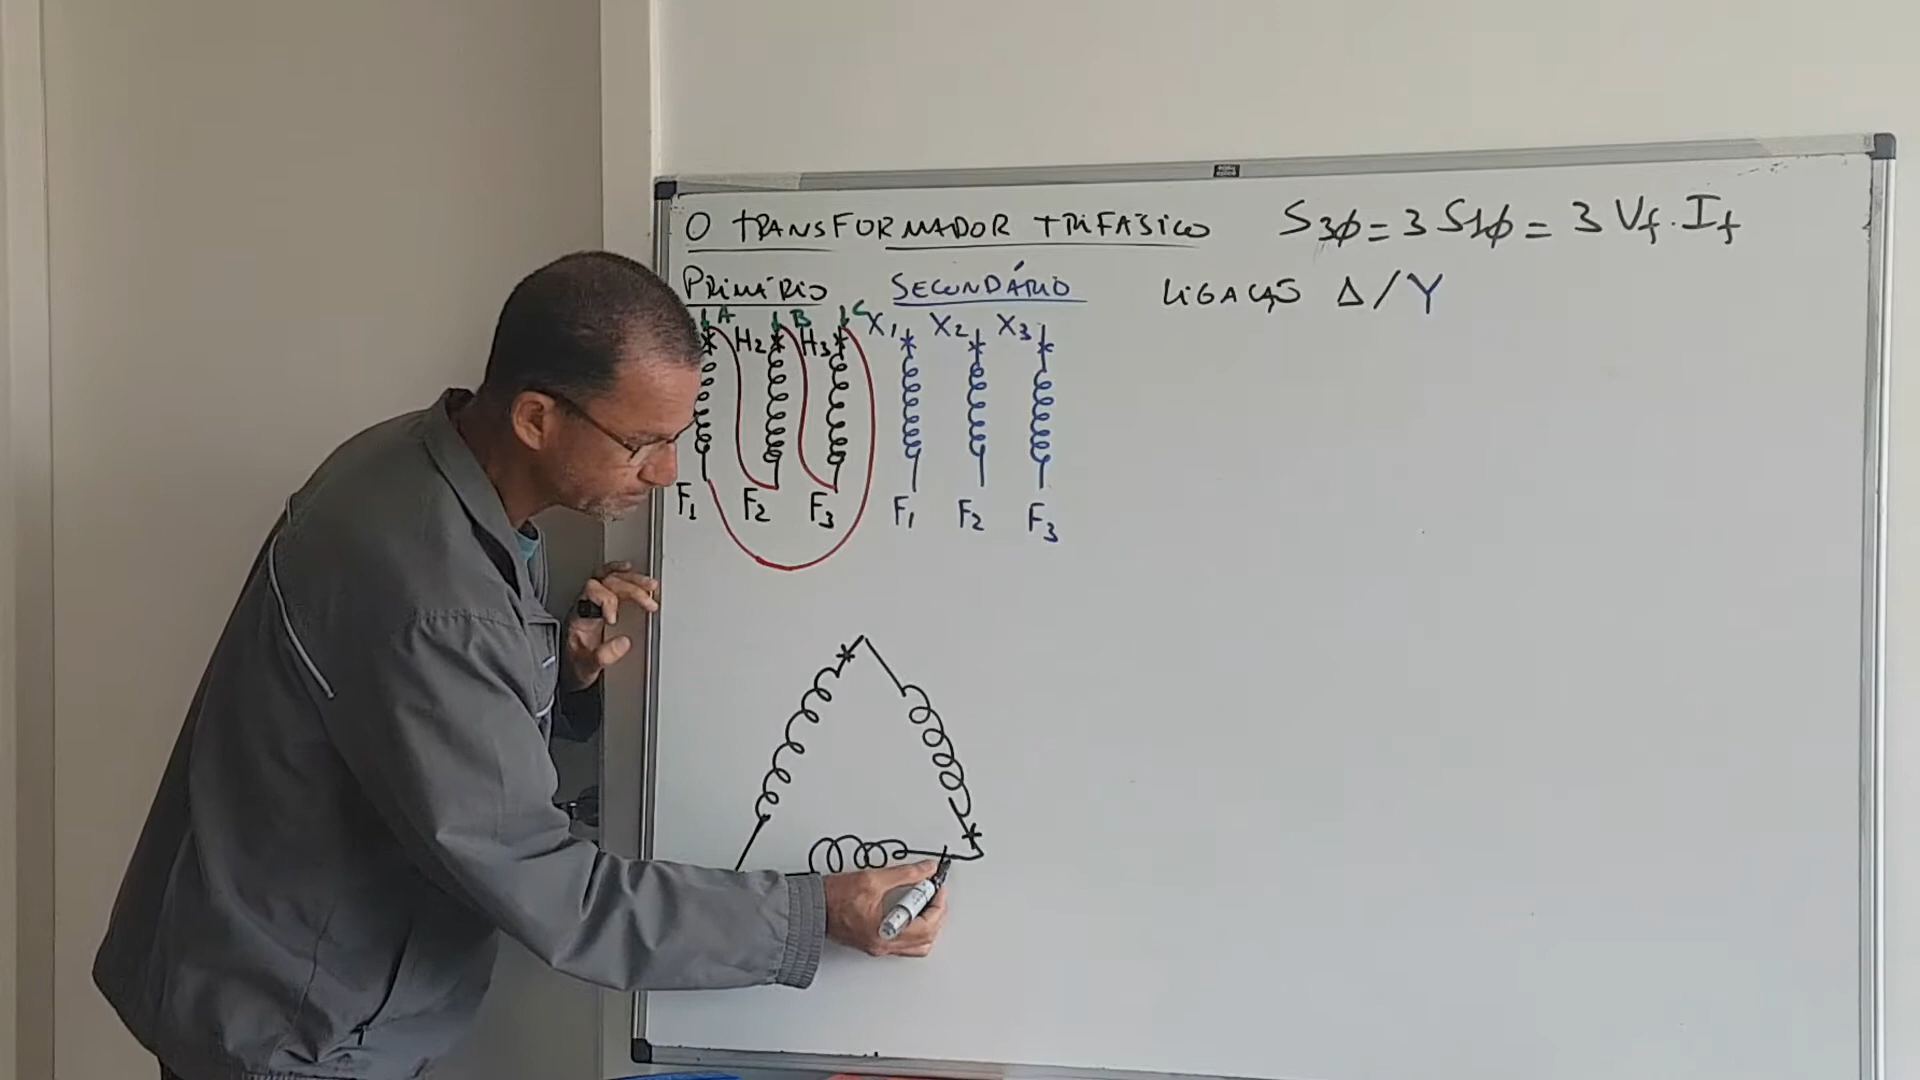 O TRANSFORMADOR TRIFÁSICO S3φ = 3 S1φ = 3 Vf . If
PRIMÁRIO SECUNDÁRIO LIGAÇÃO Δ/Y
A B C
H2 H3 X1 X2 X3
F1 F2 F3 F1 F2 F3